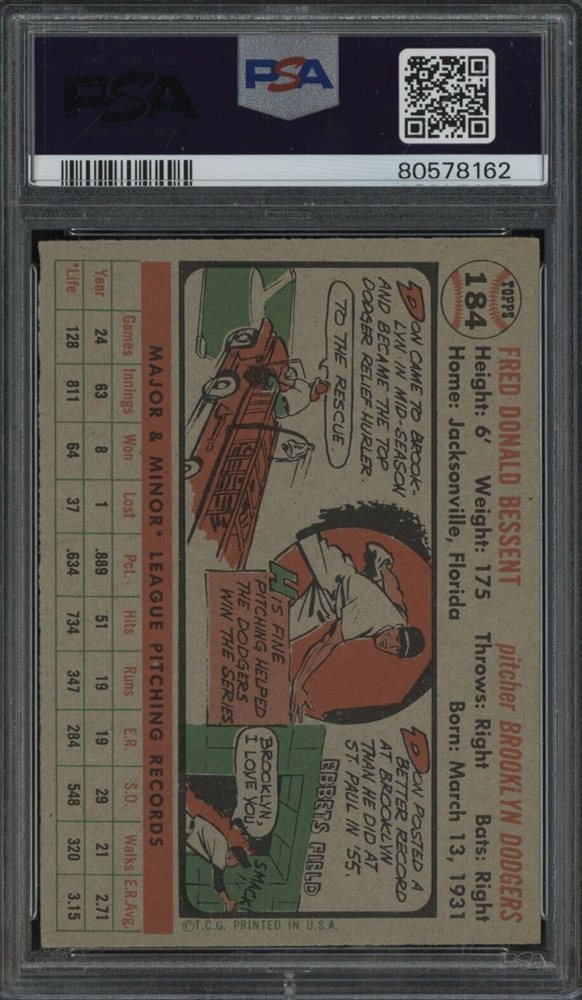 PSA
PSA
80578162
TOPPS
184
FRED DONALD BESSENT pitcher BROOKLYN DODGERS
Height: 6' Weight: 175 Throws: Right Bats: Right
Home: Jacksonville, Florida Born: March 13, 1931
DON CAME TO BROOK-
LYN IN MID-SEASON
AND BECAME THE TOP
DODGER RELIEF HURLER.
TO THE RESCUE.
HIS FINE
PITCHING HELPED
THE DODGERS
WIN THE SERIES
DON POSTED A
BETTER RECORD
AT BROOKLYN
THAN HE DID AT
ST. PAUL IN '55.
EBBETS FIELD
BROOKLYN,
I LOVE YOU
SMACK!
MAJOR & MINOR* LEAGUE PITCHING RECORDS
Games Innings Won Lost Pct. Hits Runs E.R. S.O. Walks E.R.Avg.
Year 24 63 8 1 .889 51 19 19 29 21 2.71
*Life 128 811 64 37 .634 734 347 284 548 320 3.15
©T.C.G. PRINTED IN U.S.A.
PSA